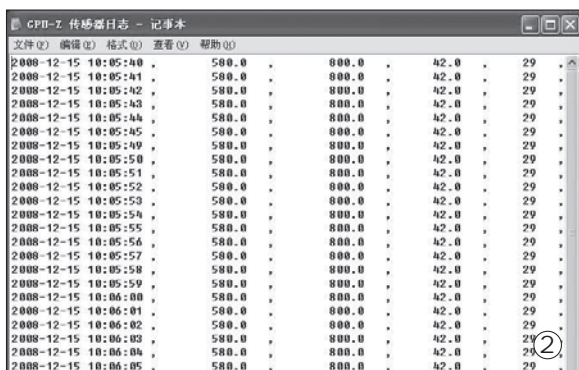 GPU-Z 传感器日志 - 记事本
文件(F) 编辑(E) 格式(O) 查看(V) 帮助(H)
2008-12-15 10:05:40 , 580.0 , 800.0 , 42.0 , 29 ,
2008-12-15 10:05:41 , 580.0 , 800.0 , 42.0 , 29 ,
2008-12-15 10:05:42 , 580.0 , 800.0 , 42.0 , 29 ,
2008-12-15 10:05:43 , 580.0 , 800.0 , 42.0 , 29 ,
2008-12-15 10:05:44 , 580.0 , 800.0 , 42.0 , 29 ,
2008-12-15 10:05:45 , 580.0 , 800.0 , 42.0 , 29 ,
2008-12-15 10:05:49 , 580.0 , 800.0 , 42.0 , 29 ,
2008-12-15 10:05:50 , 580.0 , 800.0 , 42.0 , 29 ,
2008-12-15 10:05:51 , 580.0 , 800.0 , 42.0 , 29 ,
2008-12-15 10:05:52 , 580.0 , 800.0 , 42.0 , 29 ,
2008-12-15 10:05:53 , 580.0 , 800.0 , 42.0 , 29 ,
2008-12-15 10:05:54 , 580.0 , 800.0 , 42.0 , 29 ,
2008-12-15 10:05:55 , 580.0 , 800.0 , 42.0 , 29 ,
2008-12-15 10:05:56 , 580.0 , 800.0 , 42.0 , 29 ,
2008-12-15 10:05:57 , 580.0 , 800.0 , 42.0 , 29 ,
2008-12-15 10:05:58 , 580.0 , 800.0 , 42.0 , 29 ,
2008-12-15 10:05:59 , 580.0 , 800.0 , 42.0 , 29 ,
2008-12-15 10:06:00 , 580.0 , 800.0 , 42.0 , 29 ,
2008-12-15 10:06:01 , 580.0 , 800.0 , 42.0 , 29 ,
2008-12-15 10:06:02 , 580.0 , 800.0 , 42.0 , 29 ,
2008-12-15 10:06:03 , 580.0 , 800.0 , 42.0 , 29
2008-12-15 10:06:04 , 580.0 , 800.0 , 42.0 , 29
2008-12-15 10:06:05 , 580.0 , 800.0 , 42.0 , 29 ,
②